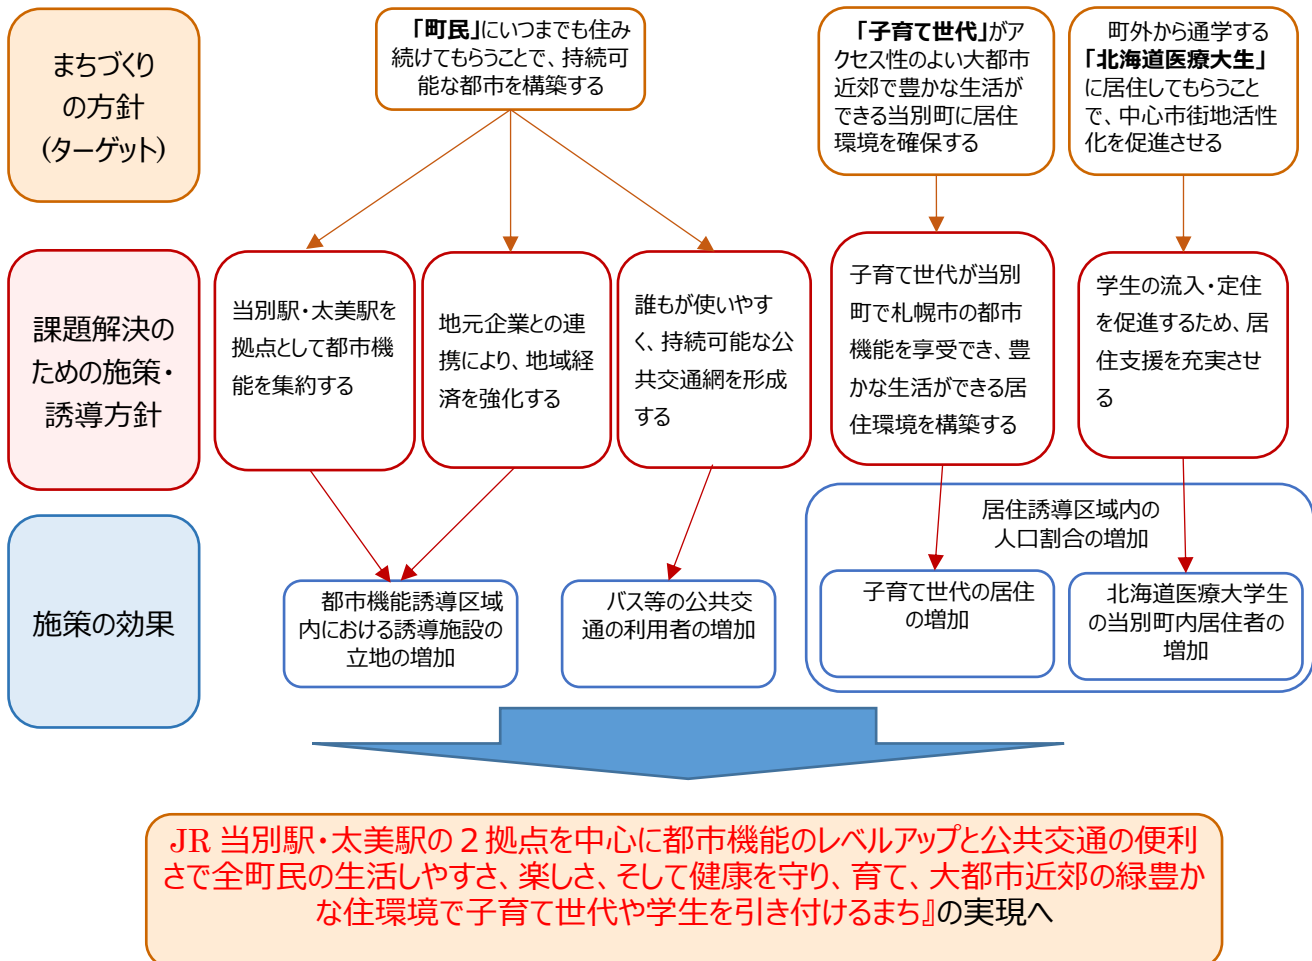 まちづくり
の方針
(ターゲット)
「町民」にいつまでも住み
続けてもらうことで、持続可
能な都市を構築する
「子育て世代」がア
クセス性のよい大都市
近郊で豊かな生活が
できる当別町に居住
環境を確保する
町外から通学する
「北海道医療大生」
に居住してもらうこと
で、中心市街地活性
化を促進させる
課題解決の
ための施策・
誘導方針
当別駅・太美駅を
拠点として都市機
能を集約する
地元企業との連
携により、地域経
済を強化する
誰もが使いやす
く、持続可能な公
共交通網を形成
する
子育て世代が当別
町で札幌市の都市
機能を享受でき、豊
かな生活ができる居
住環境を構築する
学生の流入・定住
を促進するため、居
住支援を充実させ
る
施策の効果
都市機能誘導区域
内における誘導施設の
立地の増加
バス等の公共交
通の利用者の増加
居住誘導区域内の
人口割合の増加
子育て世代の居住
の増加
北海道医療大学生
の当別町内居住者の
増加
JR 当別駅・太美駅の２拠点を中心に都市機能のレベルアップと公共交通の便利
さで全町民の生活しやすさ、楽しさ、そして健康を守り、育て、大都市近郊の緑豊か
な住環境で子育て世代や学生を引き付けるまち』の実現へ